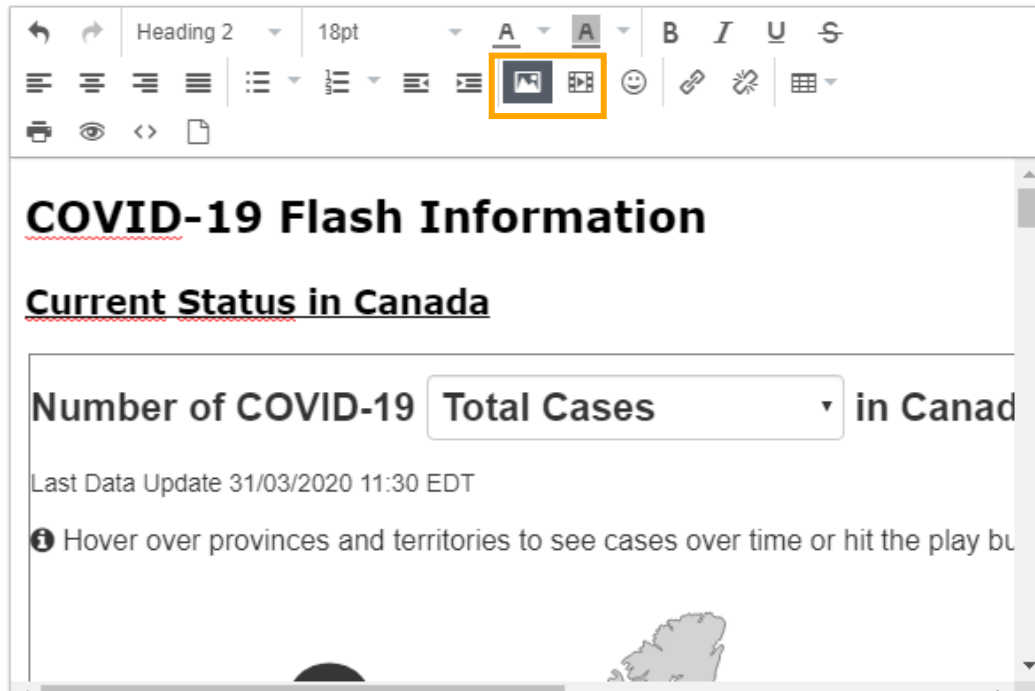 Heading 2 18pt A A B I U S
COVID-19 Flash Information
Current Status in Canada
Number of COVID-19 Total Cases in Canad
Last Data Update 31/03/2020 11:30 EDT
Hover over provinces and territories to see cases over time or hit the play bu